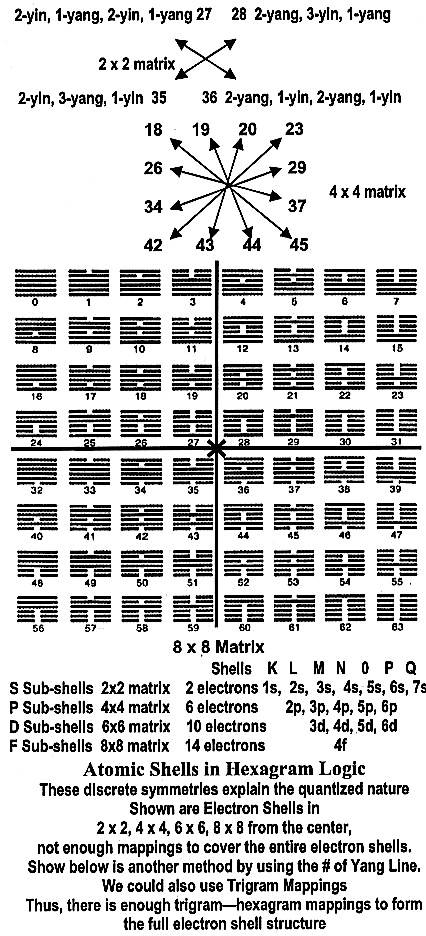 2-yin, 1-yang, 2-yin, 1-yang 27 28 2-yang, 3-yin, 1-yang
2 x 2 matrix
2-yin, 3-yang, 1-yin 35 36 2-yang, 1-yin, 2-yang, 1-yin
18 19 20 23
26 29
4 x 4 matrix
34 37
42 43 44 45
0 1 2 3 4 5 6 7
8 9 10 11 12 13 14 15
16 17 18 19 20 21 22 23
24 25 26 27 28 29 30 31
32 33 34 35 36 37 38 39
40 41 42 43 44 45 46 47
48 49 50 51 52 53 54 55
56 57 58 59 60 61 62 63
8 x 8 Matrix
Shells K L M N O P Q
S Sub-shells 2x2 matrix 2 electrons 1s, 2s, 3s, 4s, 5s, 6s, 7s
P Sub-shells 4x4 matrix 6 electrons 2p, 3p, 4p, 5p, 6p
D Sub-shells 6x6 matrix 10 electrons 3d, 4d, 5d, 6d
F Sub-shells 8x8 matrix 14 electrons 4f
Atomic Shells in Hexagram Logic
These discrete symmetries explain the quantized nature
Shown are Electron Shells in
2 x 2, 4 x 4, 6 x 6, 8 x 8 from the center,
not enough mappings to cover the entire electron shells.
Show below is another method by using the # of Yang Line.
We could also use Trigram Mappings
Thus, there is enough trigram—hexagram mappings to form
the full electron shell structure